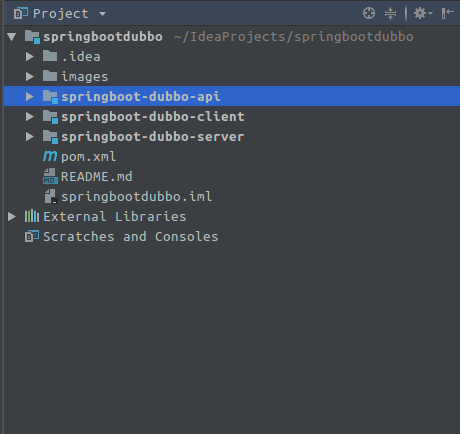 Project
springbootdubbo ~/IdeaProjects/springbootdubbo
.idea
images
springboot-dubbo-api
springboot-dubbo-client
springboot-dubbo-server
pom.xml
README.md
springbootdubbo.iml
External Libraries
Scratches and Consoles